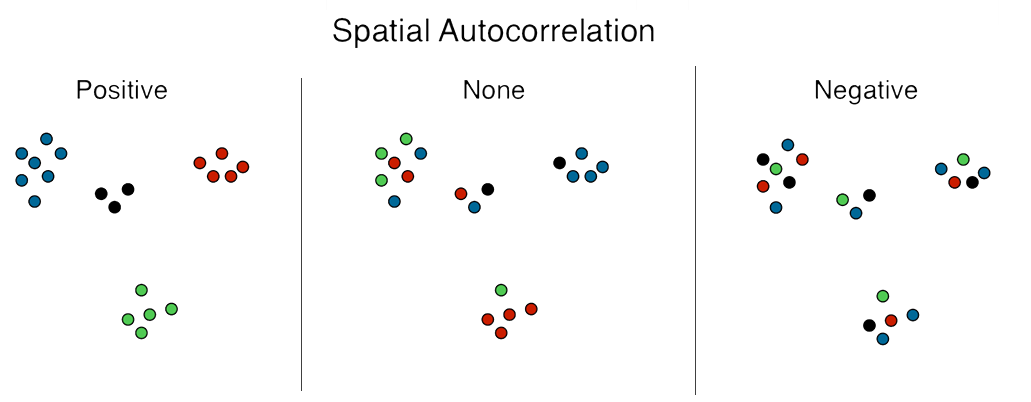 Spatial Autocorrelation
Positive
None
Negative